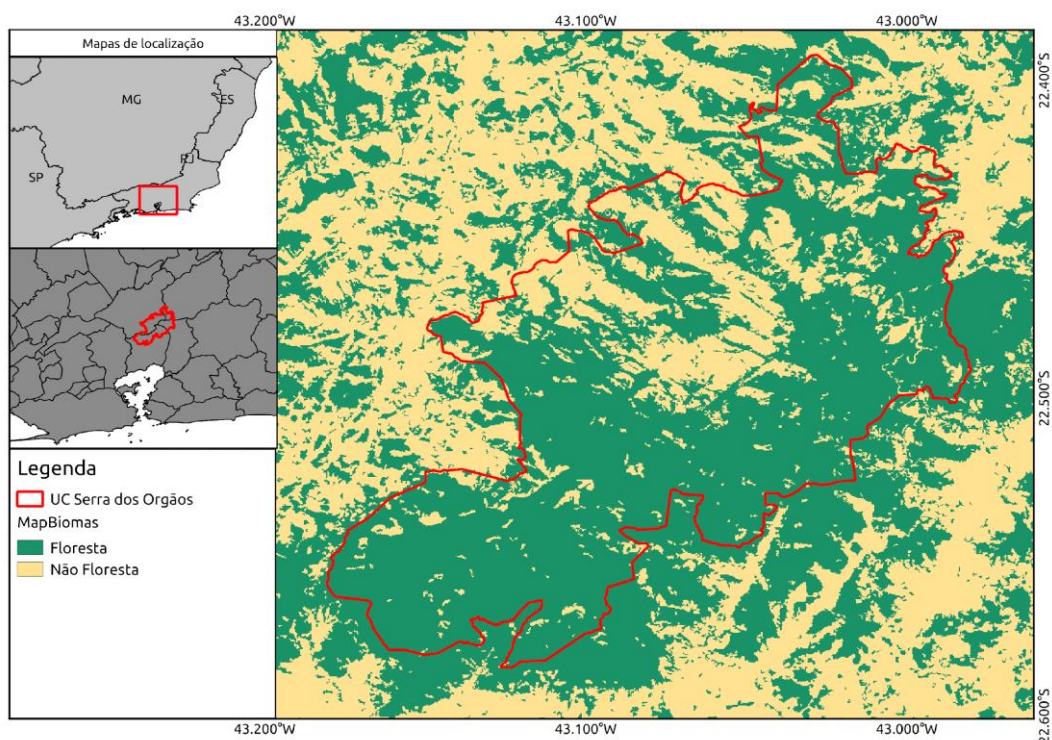 43.200°W 43.100°W 43.000°W
Mapas de localização
MG
ES
RJ
SP
22.400°S
22.500°S
22.600°S
Legenda
UC Serra dos Orgãos
MapBiomas
Floresta
Não Floresta
43.200°W 43.100°W 43.000°W